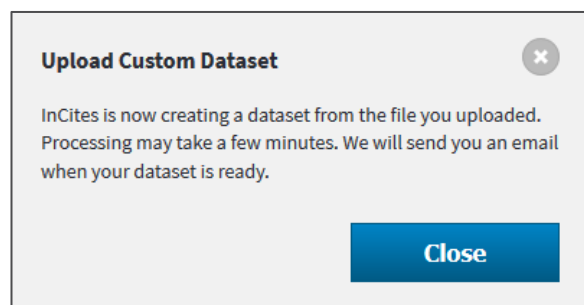 Upload Custom Dataset
InCites is now creating a dataset from the file you uploaded.
Processing may take a few minutes. We will send you an email
when your dataset is ready.
Close